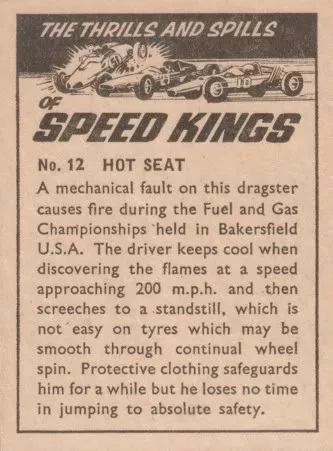 THE THRILLS AND SPILLS
OF
SPEED KINGS
No. 12 HOT SEAT
A mechanical fault on this dragster
causes fire during the Fuel and Gas
Championships held in Bakersfield
U.S.A. The driver keeps cool when
discovering the flames at a speed
approaching 200 m.p.h. and then
screeches to a standstill, which is
not easy on tyres which may be
smooth through continual wheel
spin. Protective clothing safeguards
him for a while but he loses no time
in jumping to absolute safety.